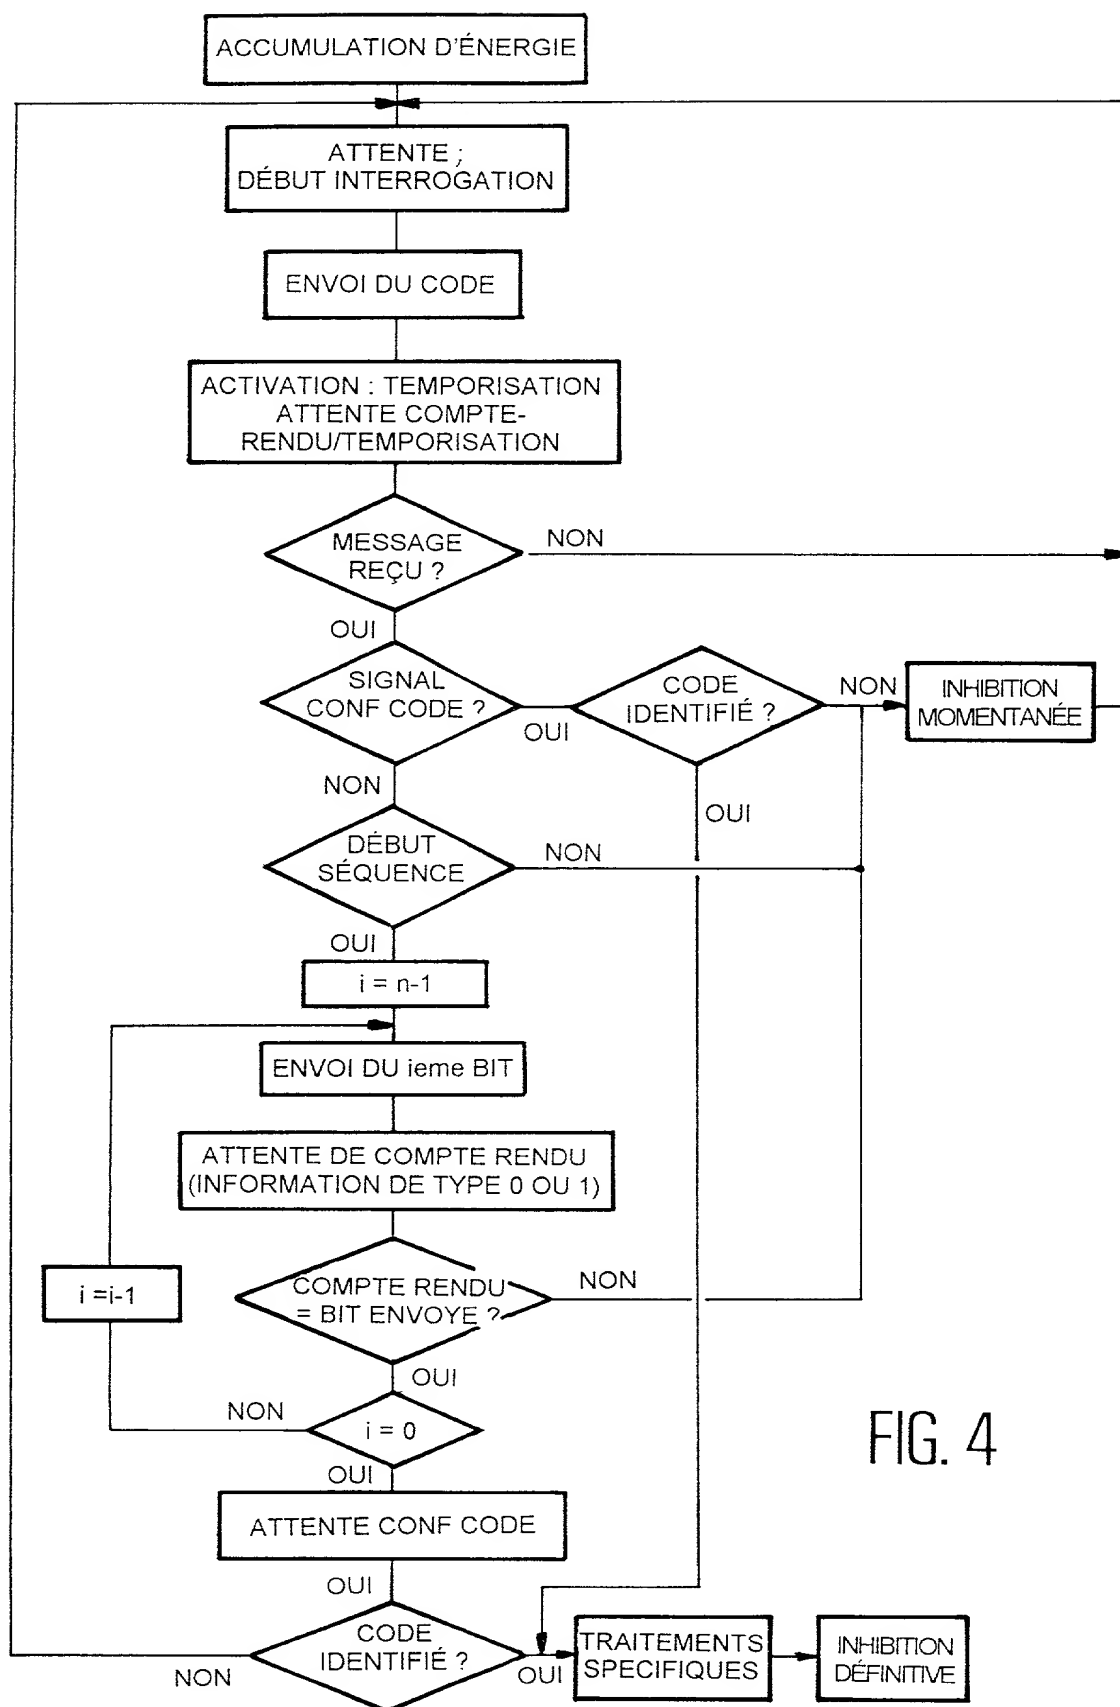 ACCUMULATION D'ÉNERGIE
ATTENTE ;
DÉBUT INTERROGATION
ENVOI DU CODE
ACTIVATION : TEMPORISATION
ATTENTE COMPTE-
RENDU/TEMPORISATION
MESSAGE
REÇU ?
NON
OUI
SIGNAL
CONF CODE ?
OUI
CODE
IDENTIFIÉ ?
NON
INHIBITION
MOMENTANÉE
NON
OUI
DÉBUT
SÉQUENCE
NON
OUI
i = n-1
ENVOI DU ieme BIT
ATTENTE DE COMPTE RENDU
(INFORMATION DE TYPE 0 OU 1)
i =i-1
COMPTE RENDU
= BIT ENVOYE ?
NON
OUI
NON
i = 0
OUI
FIG. 4
ATTENTE CONF CODE
OUI
CODE
IDENTIFIÉ ?
NON
OUI
TRAITEMENTS
SPECIFIQUES
INHIBITION
DÉFINITIVE